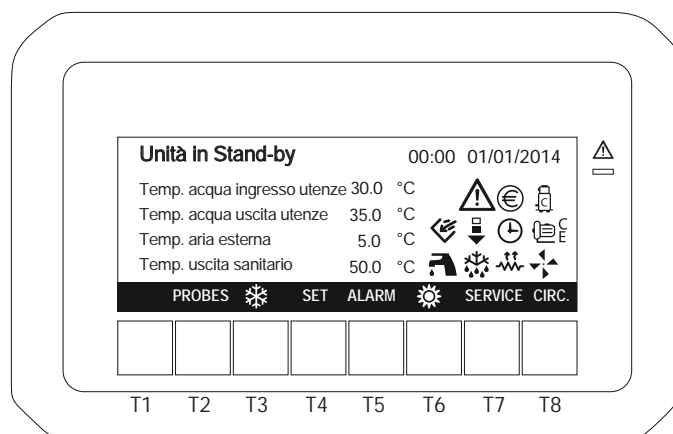 Unità in Stand-by 00:00 01/01/2014
Temp. acqua ingresso utenze 30.0 °C
Temp. acqua uscita utenze 35.0 °C
Temp. aria esterna 5.0 °C
Temp. uscita sanitario 50.0 °C
€ C
C E
PROBES SET ALARM SERVICE CIRC.
T1 T2 T3 T4 T5 T6 T7 T8